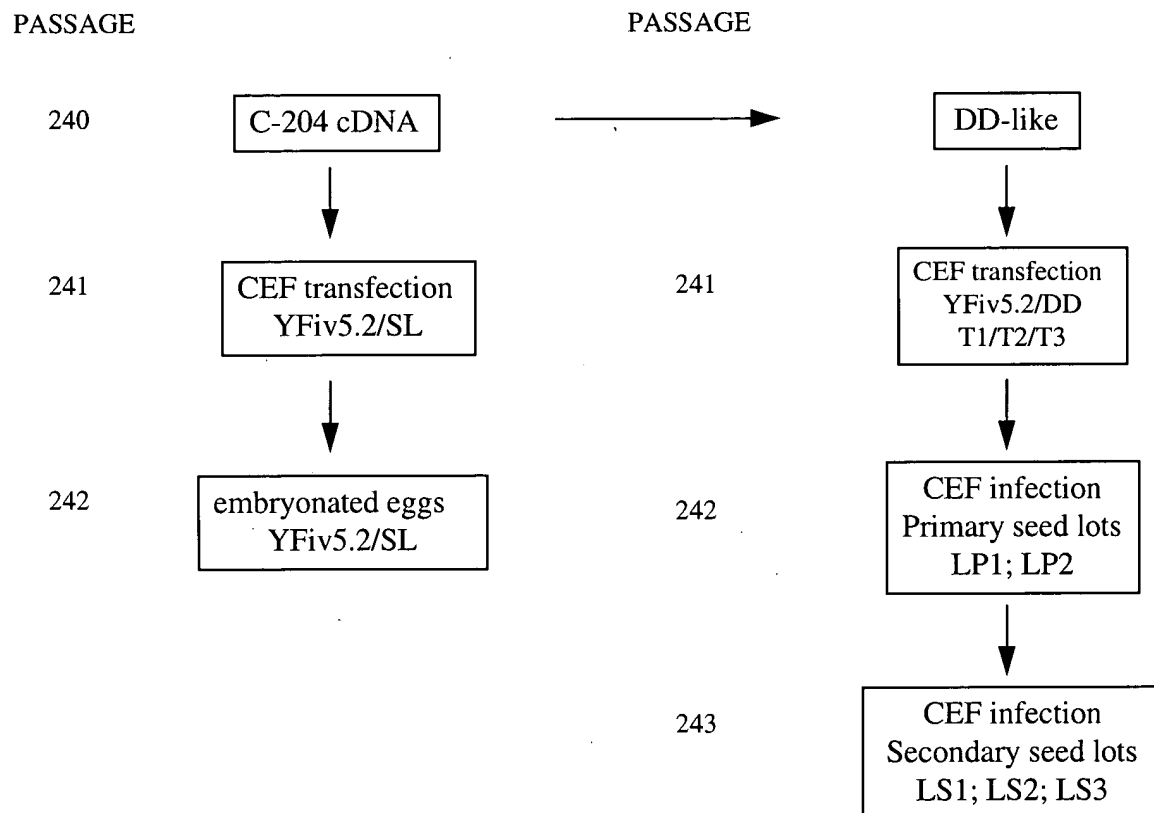 PASSAGE
PASSAGE
240
C-204 cDNA
DD-like
241
CEF transfection
YFiv5.2/SL
241
CEF transfection
YFiv5.2/DD
T1/T2/T3
242
embryonated eggs
YFiv5.2/SL
242
CEF infection
Primary seed lots
LP1; LP2
243
CEF infection
Secondary seed lots
LS1; LS2; LS3